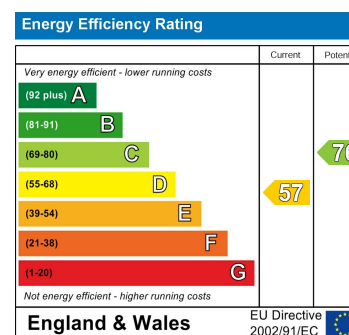 Energy Efficiency Rating
Current
Very energy efficient - lower running costs
(92 plus) A
(81-91) B
(69-80) C
(55-68) D
57
(39-54) E
(21-38) F
(1-20) G
Not energy efficient - higher running costs
England & Wales
EU Directive
2002/91/EC